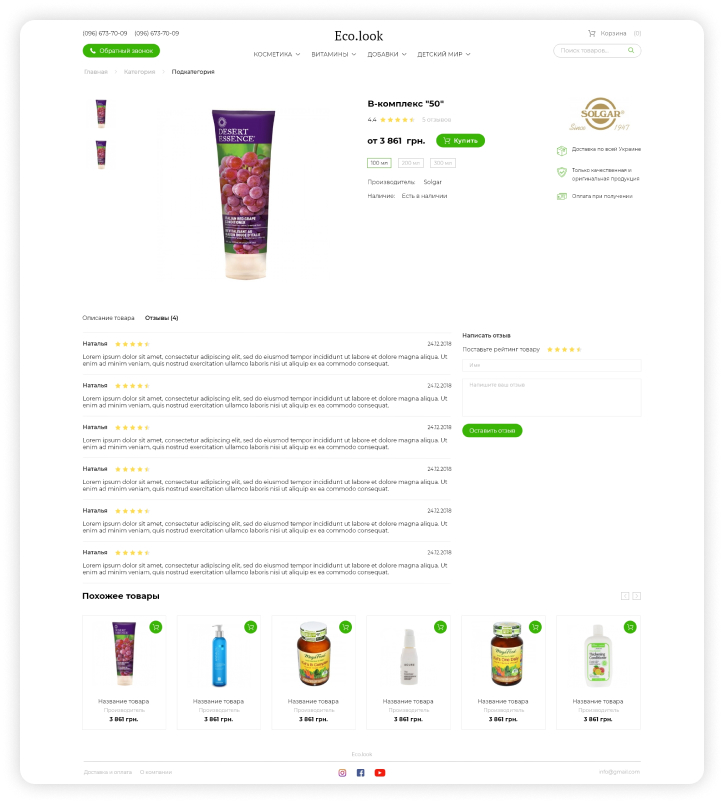 (096) 673-70-09 (096) 673-70-09
Eco.look
Корзина (0)
Обратный звонок
КОСМЕТИКА ВИТАМИНЫ ДОБАВКИ ДЕТСКИЙ МИР
Поиск товаров...
Главная Категория Подкатегория
DESERT
ESSENCE
В-комплекс "50"
4.4 5 отзывов
от 3 861 грн. Купить
100 мл 200 мл 300 мл
Производитель: Solgar
Наличие: Есть в наличии
SOLGAR
Since 1947
Доставка по всей Украине
Только качественная и
оригинальная продукция
Оплата при получении
Описание товара Отзывы (4)
Наталья 24.12.2018
Lorem ipsum dolor sit amet, consectetur adipiscing elit, sed do eiusmod tempor incididunt ut labore et dolore magna aliqua. Ut
enim ad minim veniam, quis nostrud exercitation ullamco laboris nisi ut aliquip ex ea commodo consequat.
Наталья 24.12.2018
Lorem ipsum dolor sit amet, consectetur adipiscing elit, sed do eiusmod tempor incididunt ut labore et dolore magna aliqua. Ut
enim ad minim veniam, quis nostrud exercitation ullamco laboris nisi ut aliquip ex ea commodo consequat.
Наталья 24.12.2018
Lorem ipsum dolor sit amet, consectetur adipiscing elit, sed do eiusmod tempor incididunt ut labore et dolore magna aliqua. Ut
enim ad minim veniam, quis nostrud exercitation ullamco laboris nisi ut aliquip ex ea commodo consequat.
Наталья 24.12.2018
Lorem ipsum dolor sit amet, consectetur adipiscing elit, sed do eiusmod tempor incididunt ut labore et dolore magna aliqua. Ut
enim ad minim veniam, quis nostrud exercitation ullamco laboris nisi ut aliquip ex ea commodo consequat.
Наталья 24.12.2018
Lorem ipsum dolor sit amet, consectetur adipiscing elit, sed do eiusmod tempor incididunt ut labore et dolore magna aliqua. Ut
enim ad minim veniam, quis nostrud exercitation ullamco laboris nisi ut aliquip ex ea commodo consequat.
Наталья 24.12.2018
Lorem ipsum dolor sit amet, consectetur adipiscing elit, sed do eiusmod tempor incididunt ut labore et dolore magna aliqua. Ut
enim ad minim veniam, quis nostrud exercitation ullamco laboris nisi ut aliquip ex ea commodo consequat.
Написать отзыв
Поставьте рейтинг товару
Имя
Напишите ваш отзыв
Оставить отзыв
Похожее товары
Название товара Название товара Название товара Название товара Название товара Название товара
Производитель Производитель Производитель Производитель Производитель Производитель
3 861 грн. 3 861 грн. 3 861 грн. 3 861 грн. 3 861 грн. 3 861 грн.
Eco.look
Доставка и оплата О компании
info@gmail.com